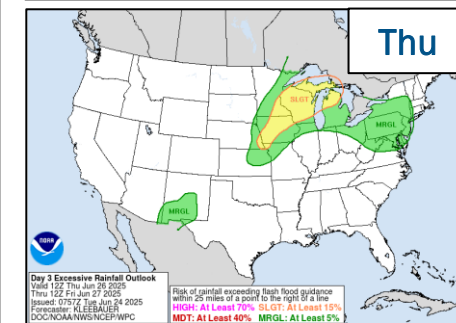 Thu
SLGT
MRGL
MRGL
NOAA
Day 3 Excessive Rainfall Outlook
Valid 12Z Thu Jun 26 2025
Thru 12Z Fri Jun 27 2025
Issued: 0757Z Tue Jun 24 2025
Forecaster: KLEEBAUER
DOC/NOAA/NWS/NCEP/WPC
Risk of rainfall exceeding flash flood guidance
within 25 miles of a point to the right of a line
HIGH: At Least 70% SLGT: At Least 15%
MDT: At Least 40% MRGL: At Least 5%